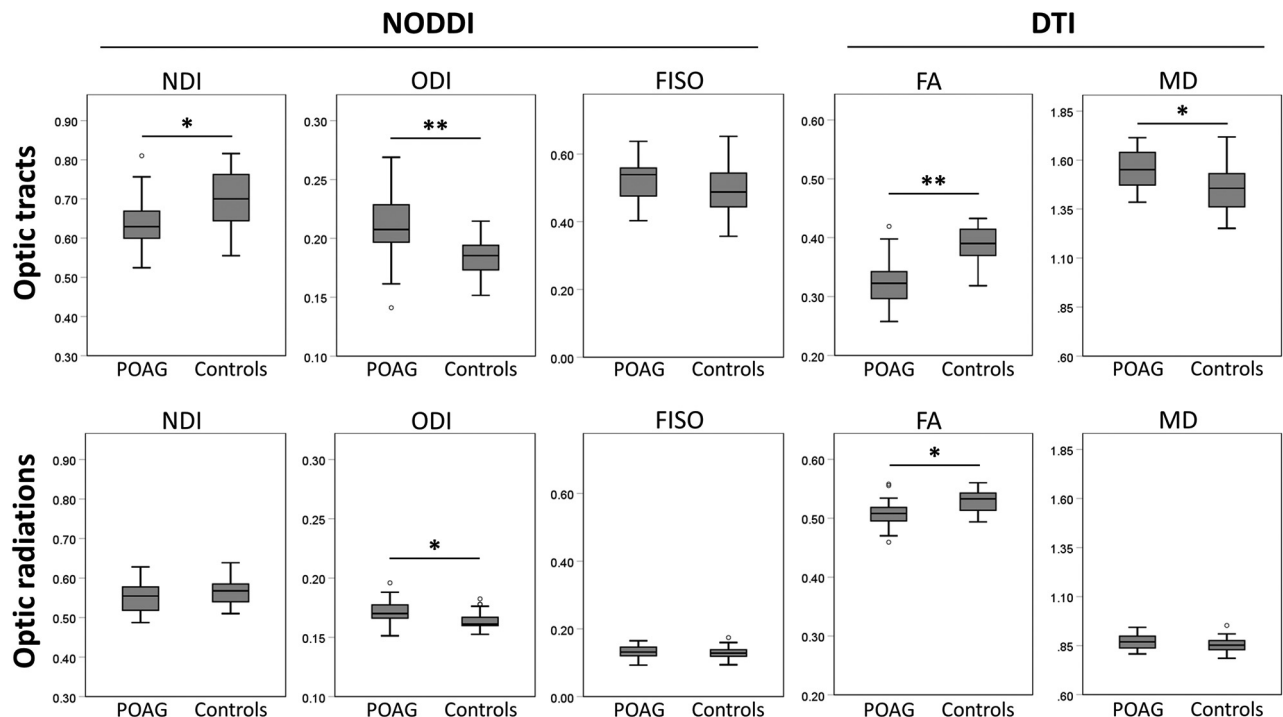 NODDI DTI
NDI ODI FISO FA MD
Optic tracts
* ** ** *
0.90 0.30 0.60 0.60 1.85
0.80 0.25 0.40 0.50 1.60
0.70 0.20 0.20 0.40 1.35
0.60 0.15 0.00 0.30 1.10
0.50 0.10 0.20 .85
0.40 .60
0.30
POAG Controls POAG Controls POAG Controls POAG Controls POAG Controls
NDI ODI FISO FA MD
Optic radiations
* *
0.90 0.30 0.60 0.60 1.85
0.80 0.25 0.40 0.50 1.60
0.70 0.20 0.20 0.40 1.35
0.60 0.15 0.00 0.30 1.10
0.50 0.10 0.20 .85
0.40 .60
0.30
POAG Controls POAG Controls POAG Controls POAG Controls POAG Controls